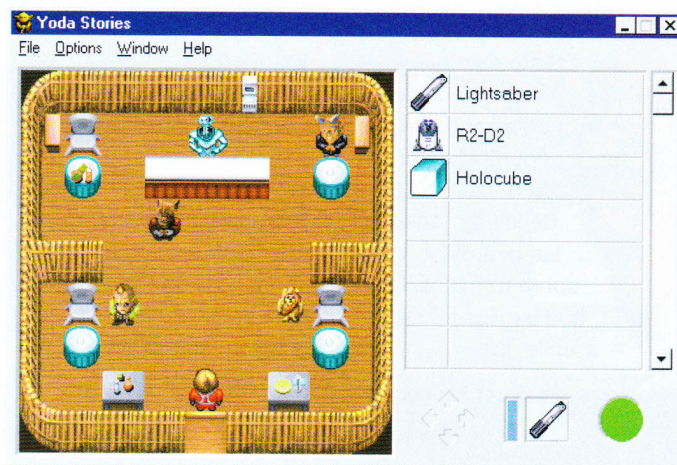 Yoda Stories
File Options Window Help
Lightsaber
R2-D2
Holocube